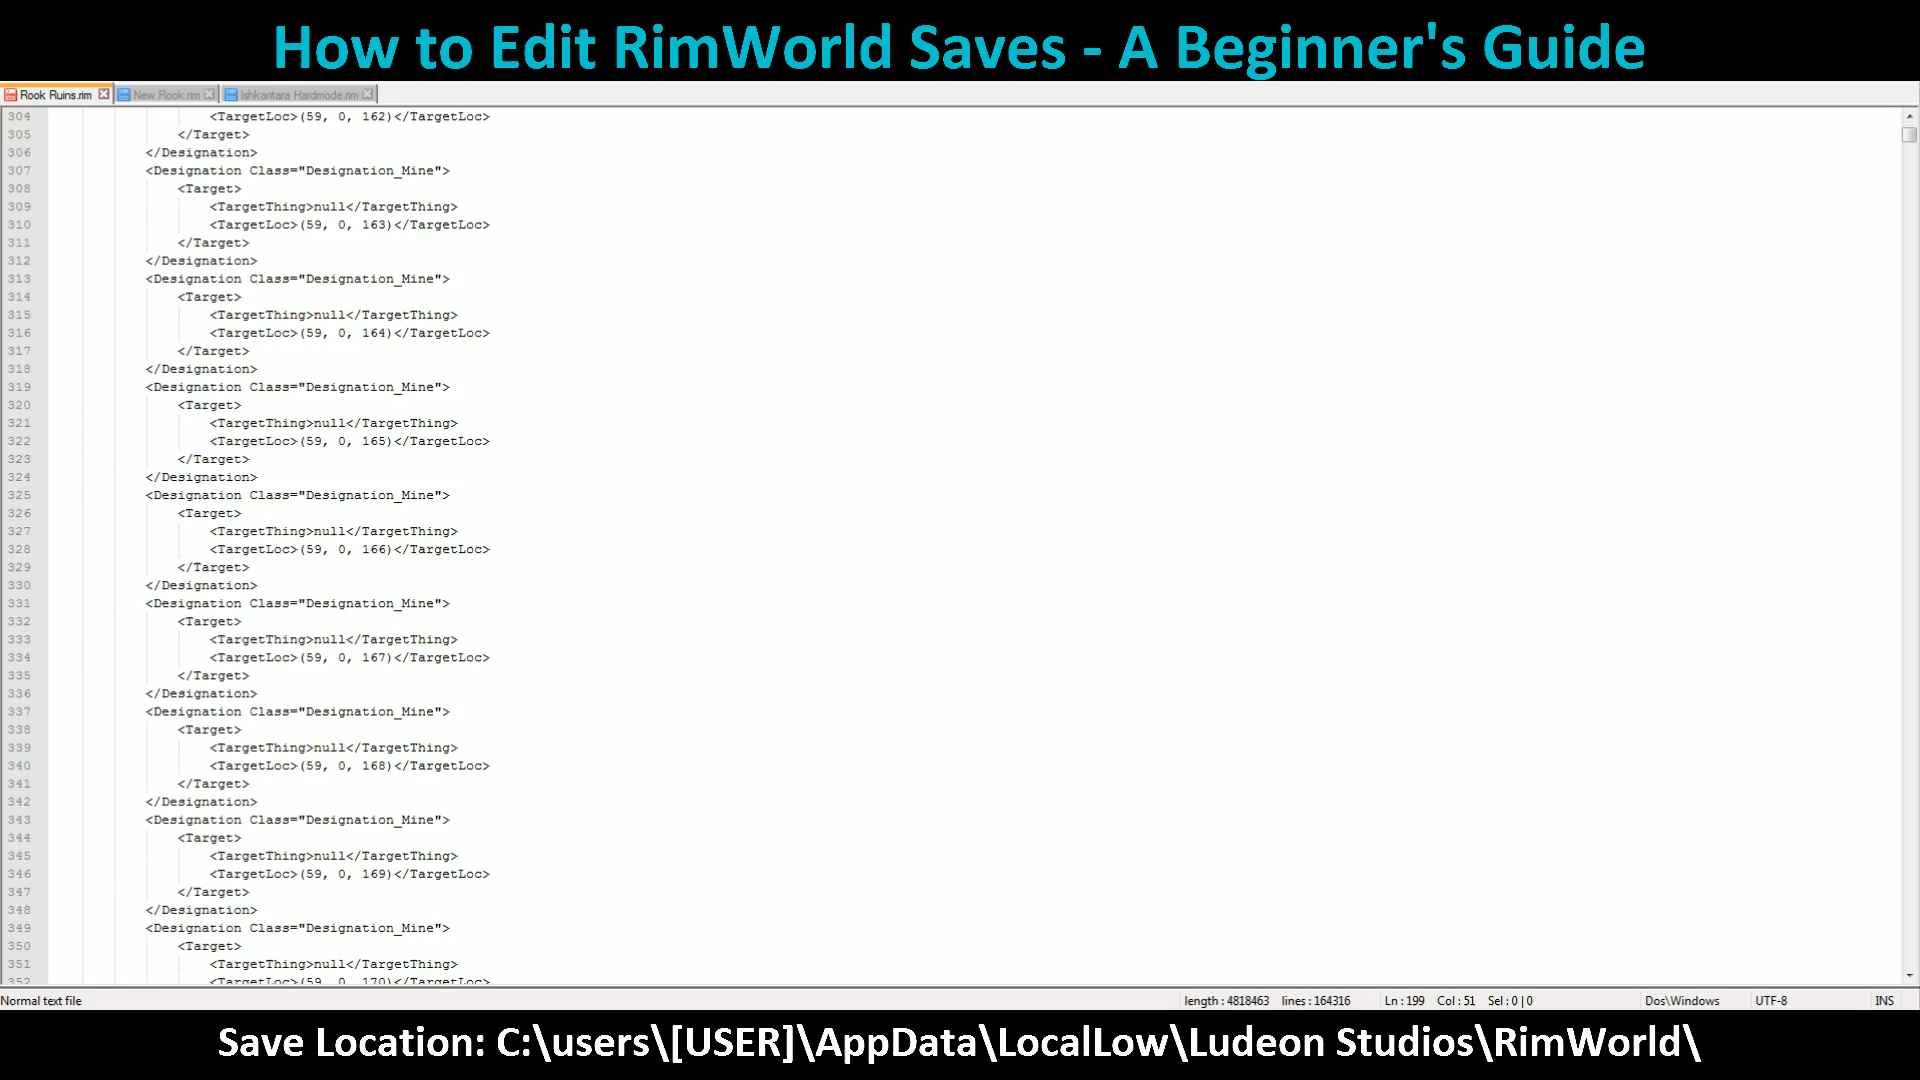 How to Edit RimWorld Saves - A Beginner's Guide
Rook Ruins.rim New Rook.rim Ishkantara Hardmode.rim
304 <TargetLoc>(59, 0, 162)</TargetLoc>
305 </Target>
306 </Designation>
307 <Designation Class="Designation_Mine">
308 <Target>
309 <TargetThing>null</TargetThing>
310 <TargetLoc>(59, 0, 163)</TargetLoc>
311 </Target>
312 </Designation>
313 <Designation Class="Designation_Mine">
314 <Target>
315 <TargetThing>null</TargetThing>
316 <TargetLoc>(59, 0, 164)</TargetLoc>
317 </Target>
318 </Designation>
319 <Designation Class="Designation_Mine">
320 <Target>
321 <TargetThing>null</TargetThing>
322 <TargetLoc>(59, 0, 165)</TargetLoc>
323 </Target>
324 </Designation>
325 <Designation Class="Designation_Mine">
326 <Target>
327 <TargetThing>null</TargetThing>
328 <TargetLoc>(59, 0, 166)</TargetLoc>
329 </Target>
330 </Designation>
331 <Designation Class="Designation_Mine">
332 <Target>
333 <TargetThing>null</TargetThing>
334 <TargetLoc>(59, 0, 167)</TargetLoc>
335 </Target>
336 </Designation>
337 <Designation Class="Designation_Mine">
338 <Target>
339 <TargetThing>null</TargetThing>
340 <TargetLoc>(59, 0, 168)</TargetLoc>
341 </Target>
342 </Designation>
343 <Designation Class="Designation_Mine">
344 <Target>
345 <TargetThing>null</TargetThing>
346 <TargetLoc>(59, 0, 169)</TargetLoc>
347 </Target>
348 </Designation>
349 <Designation Class="Designation_Mine">
350 <Target>
351 <TargetThing>null</TargetThing>
352 <TargetLoc>(59, 0, 170)</TargetLoc>
Normal text file length : 4818463 lines : 164316 Ln : 199 Col : 51 Sel : 0 | 0 Dos\Windows UTF-8 INS
Save Location: C:\users\[USER]\AppData\LocalLow\Ludeon Studios\RimWorld\